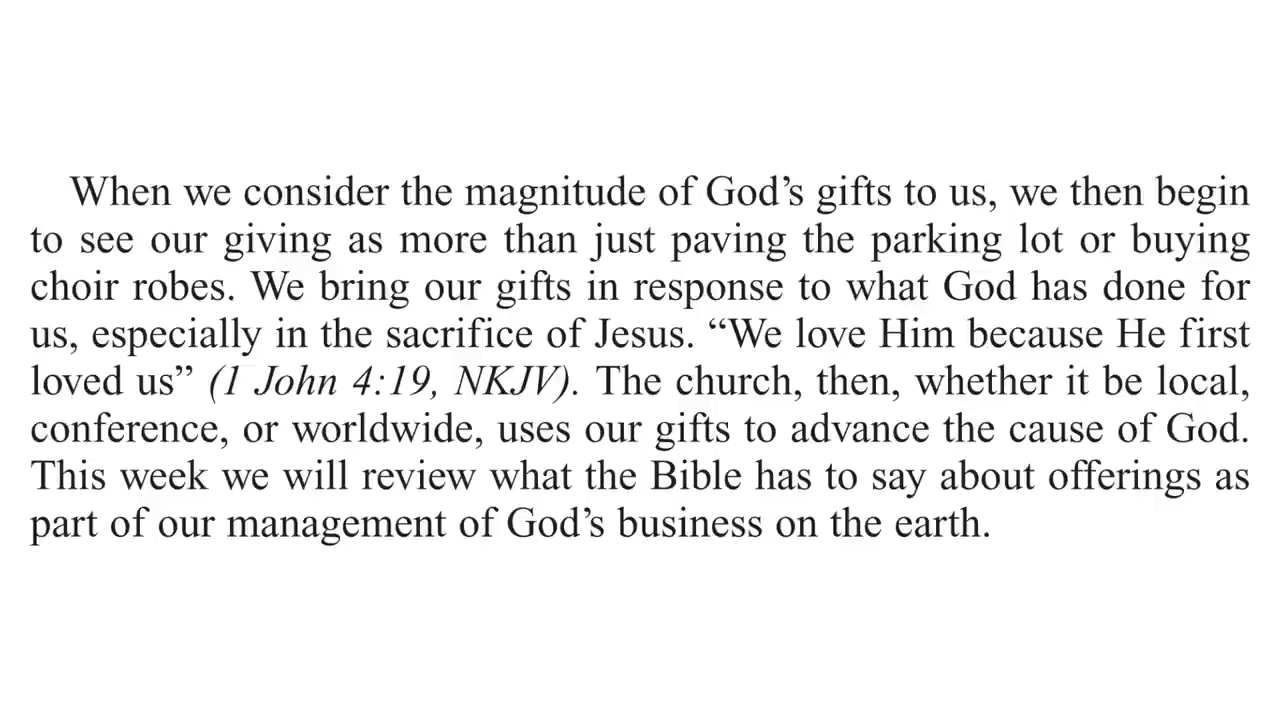 When we consider the magnitude of God’s gifts to us, we then begin
to see our giving as more than just paving the parking lot or buying
choir robes. We bring our gifts in response to what God has done for
us, especially in the sacrifice of Jesus. “We love Him because He first
loved us” (1 John 4:19, NKJV). The church, then, whether it be local,
conference, or worldwide, uses our gifts to advance the cause of God.
This week we will review what the Bible has to say about offerings as
part of our management of God’s business on the earth.